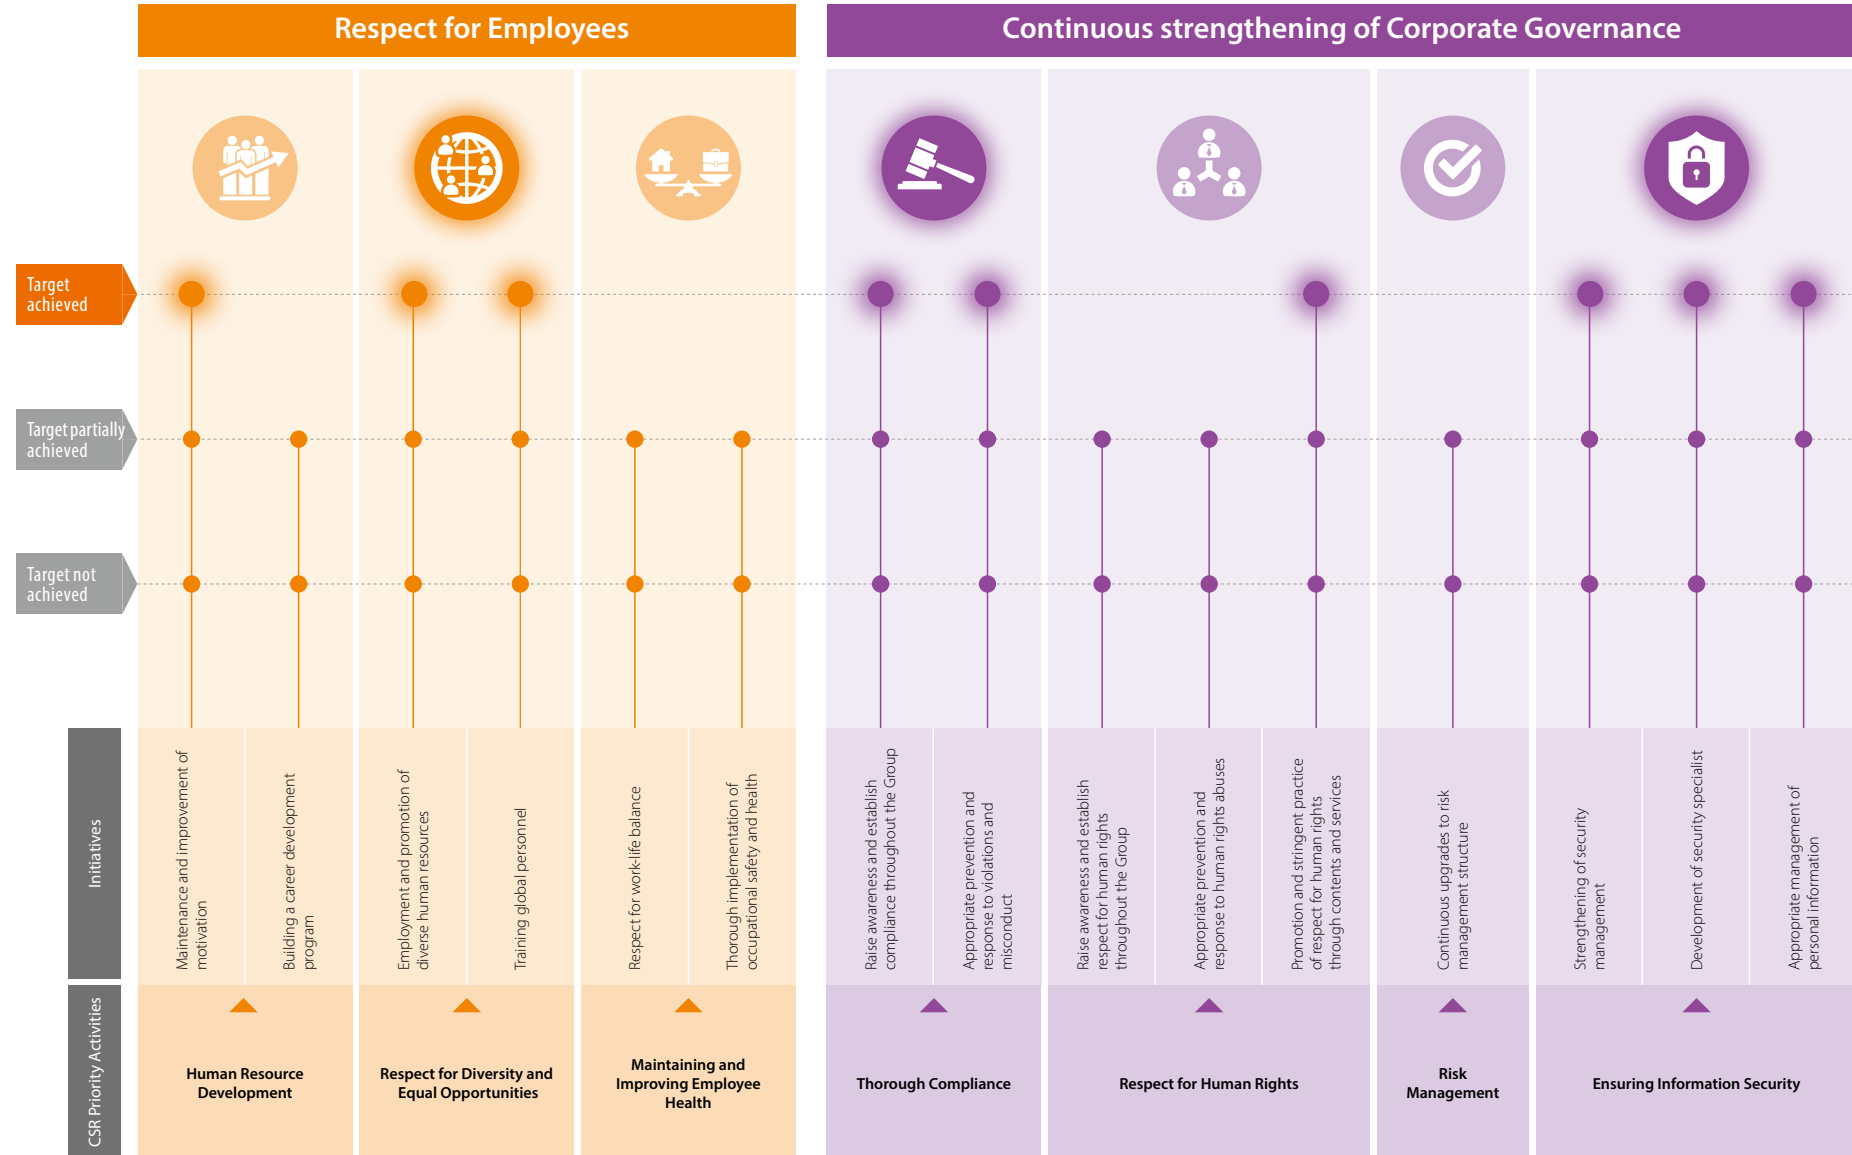 Respect for Employees
Continuous strengthening of Corporate Governance
Target
achieved
Target partially
achieved
Target not
achieved
Initiatives
Maintenance and improvement of
motivation
Building a career development
program
Employment and promotion of
diverse human resources
Training global personnel
Respect for work-life balance
Thorough implementation of
occupational safety and health
Raise awareness and establish
compliance throughout the Group
Appropriate prevention and
response to violations and
misconduct
Raise awareness and establish
respect for human rights
throughout the Group
Appropriate prevention and
response to human rights abuses
Promotion and stringent practice
of respect for human rights
through contents and services
Continuous upgrades to risk
management structure
Strengthening of security
management
Development of security specialist
Appropriate management of
personal information
CSR Priority Activities
Human Resource
Development
Respect for Diversity and
Equal Opportunities
Maintaining and
Improving Employee
Health
Thorough Compliance
Respect for Human Rights
Risk
Management
Ensuring Information Security